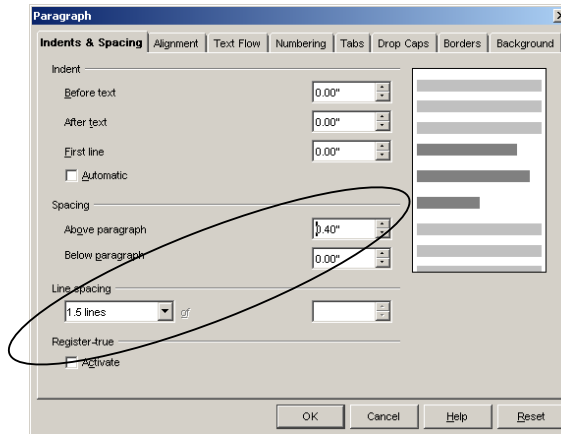 Paragraph
Indents & Spacing Alignment Text Flow Numbering Tabs Drop Caps Borders Background
Indent
Before text 0.00"
After text 0.00"
First line 0.00"
Automatic
Spacing
Above paragraph 0.40"
Below paragraph 0.00"
Line spacing
1.5 lines of
Register-true
Activate
OK Cancel Help Reset